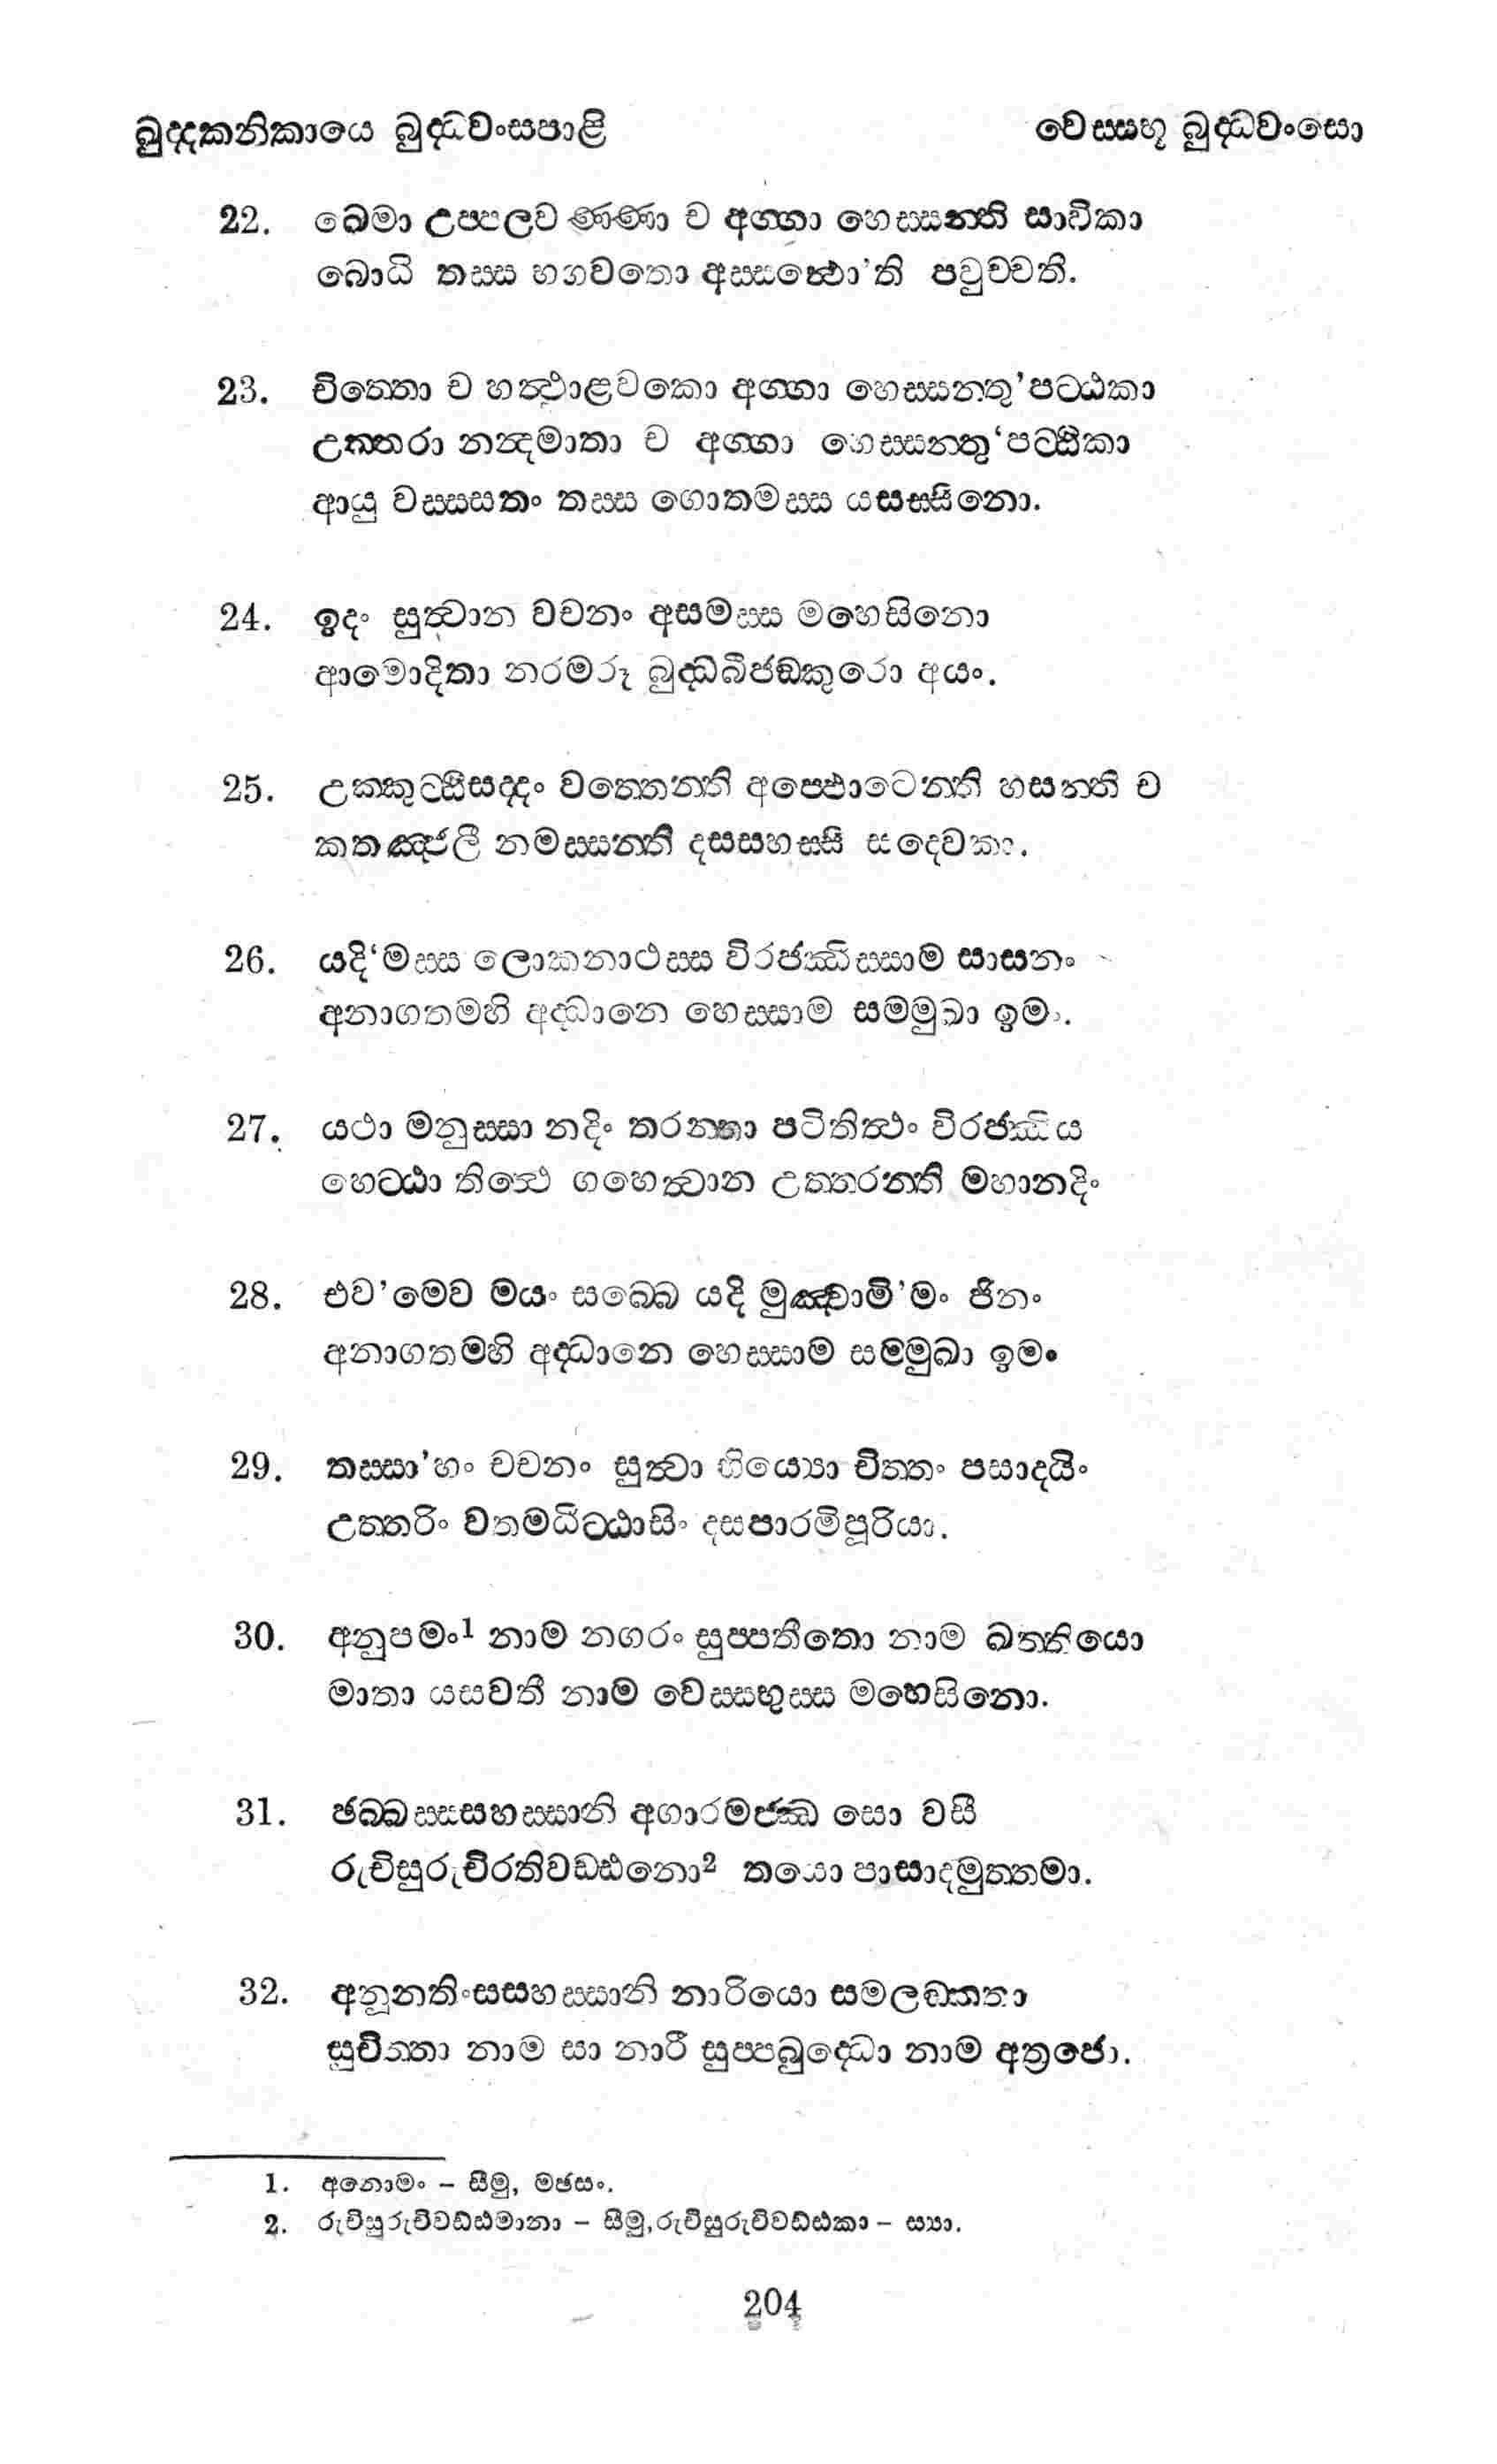 ඛුද්දකනිකායෙ බුද්ධවංසපාළි වෙස්සභූ බුද්ධවංසො
22. ඛෙමා උප්පලවණ්ණා ච අග්ගා හෙස්සන්ති සාවිකා
බොධි තස්ස භගවතො අස්සත්ථො’ති පවුච්චති.
23. චිත්තො ච හත්ථාළවකො අග්ගා හෙස්සන්තු’පට්ඨකා
උත්තරා නන්දමාතා ච අග්ගා හෙස්සන්තු‘පට්ඨිකා
ආයු වස්සසතං තස්ස ගොතමස්ස යසස්සිනො.
24. ඉදං සුත්වාන වචනං අසමස්ස මහෙසිනො
ආමොදිතා නරමරූ බුද්ධබීජඞ්කුරො අයං.
25. උක්කුට්ඨිසද්දං වත්තෙන්ති අප්ඵොටෙන්ති හසන්ති ච
කතඤ්ජලී නමස්සන්ති දසසහස්සී සදෙවකා.
26. යදි‘මස්ස ලොකනාථස්ස විරජ්ඣිස්සාම සාසනං
අනාගතම්හි අද්ධානෙ හෙස්සාම සම්මුඛා ඉමං.
27. යථා මනුස්සා නදිං තරන්තා පටිතිත්ථං විරජ්ඣිය
හෙට්ඨා තිත්ථෙ ගහෙත්වාන උත්තරන්ති මහානදිං
28. එව’මෙව මයං සබ්බෙ යදි මුඤ්චාමි’මං ජිනං
අනාගතම්හි අද්ධානෙ හෙස්සාම සම්මුඛා ඉමං
29. තස්සා’හං වචනං සුත්වා භිය්‍යො චිත්තං පසාදයිං
උත්තරිං වතමධිට්ඨාසිං දසපාරමිපූරියා.
30. අනුපමං¹ නාම නගරං සුප්පතීතො නාම ඛත්තියො
මාතා යසවතී නාම වෙස්සභුස්ස මහෙසිනො.
31. ඡබ්බස්සසහස්සානි අගාරමජ්ඣ සො වසී
රුචිසුරුචිරතිවඩ්ඪනො² තයො පාසාදමුත්තමා.
32. අනූනතිංසසහස්සානි නාරියො සමලඞ්කතා
සුචිත්තා නාම සා නාරී සුප්පබුද්ධො නාම අත්‍රජො.
1. අනොමං – සීමු, මඡසං.
2. රුචිසුරුචිවඩ්ඪමානා – සීමු, රුචිසුරුචිවඩ්ඪකා – ස්‍යා.
204